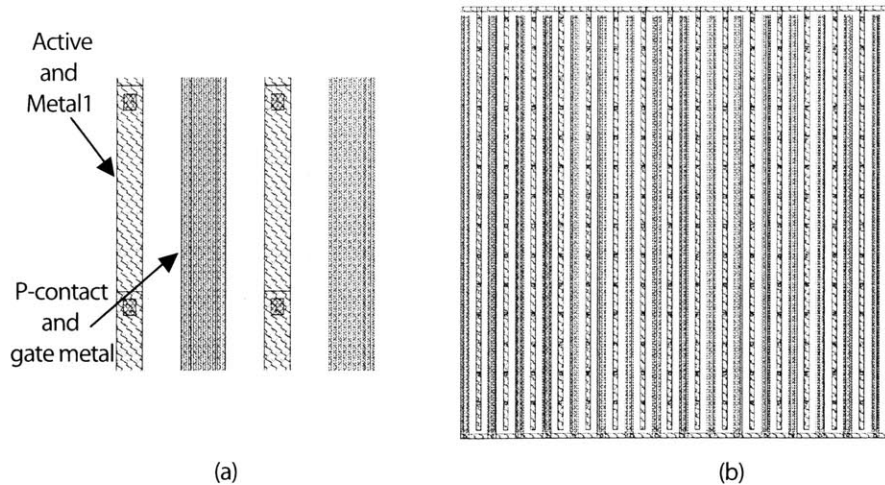 Active
and
Metal1
P-contact
and
gate metal
(a)
(b)